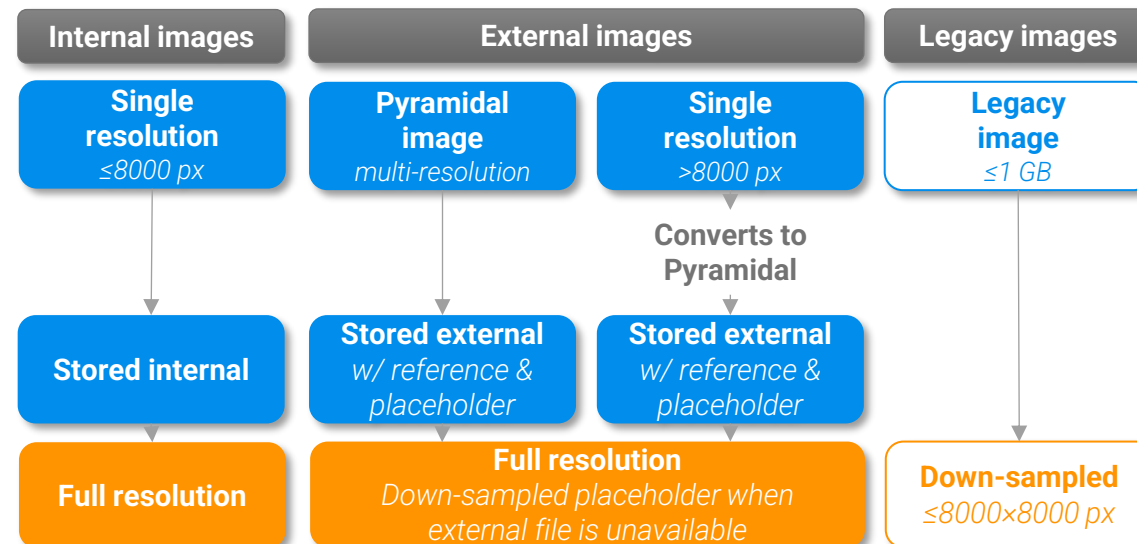 Internal images
External images
Legacy images
Single
resolution
≤8000 px
Pyramidal
image
multi-resolution
Single
resolution
>8000 px
Legacy
image
≤1 GB
Converts to
Pyramidal
Stored internal
Stored external
w/ reference &
placeholder
Stored external
w/ reference &
placeholder
Full resolution
Full resolution
Down-sampled placeholder when
external file is unavailable
Down-sampled
≤8000×8000 px